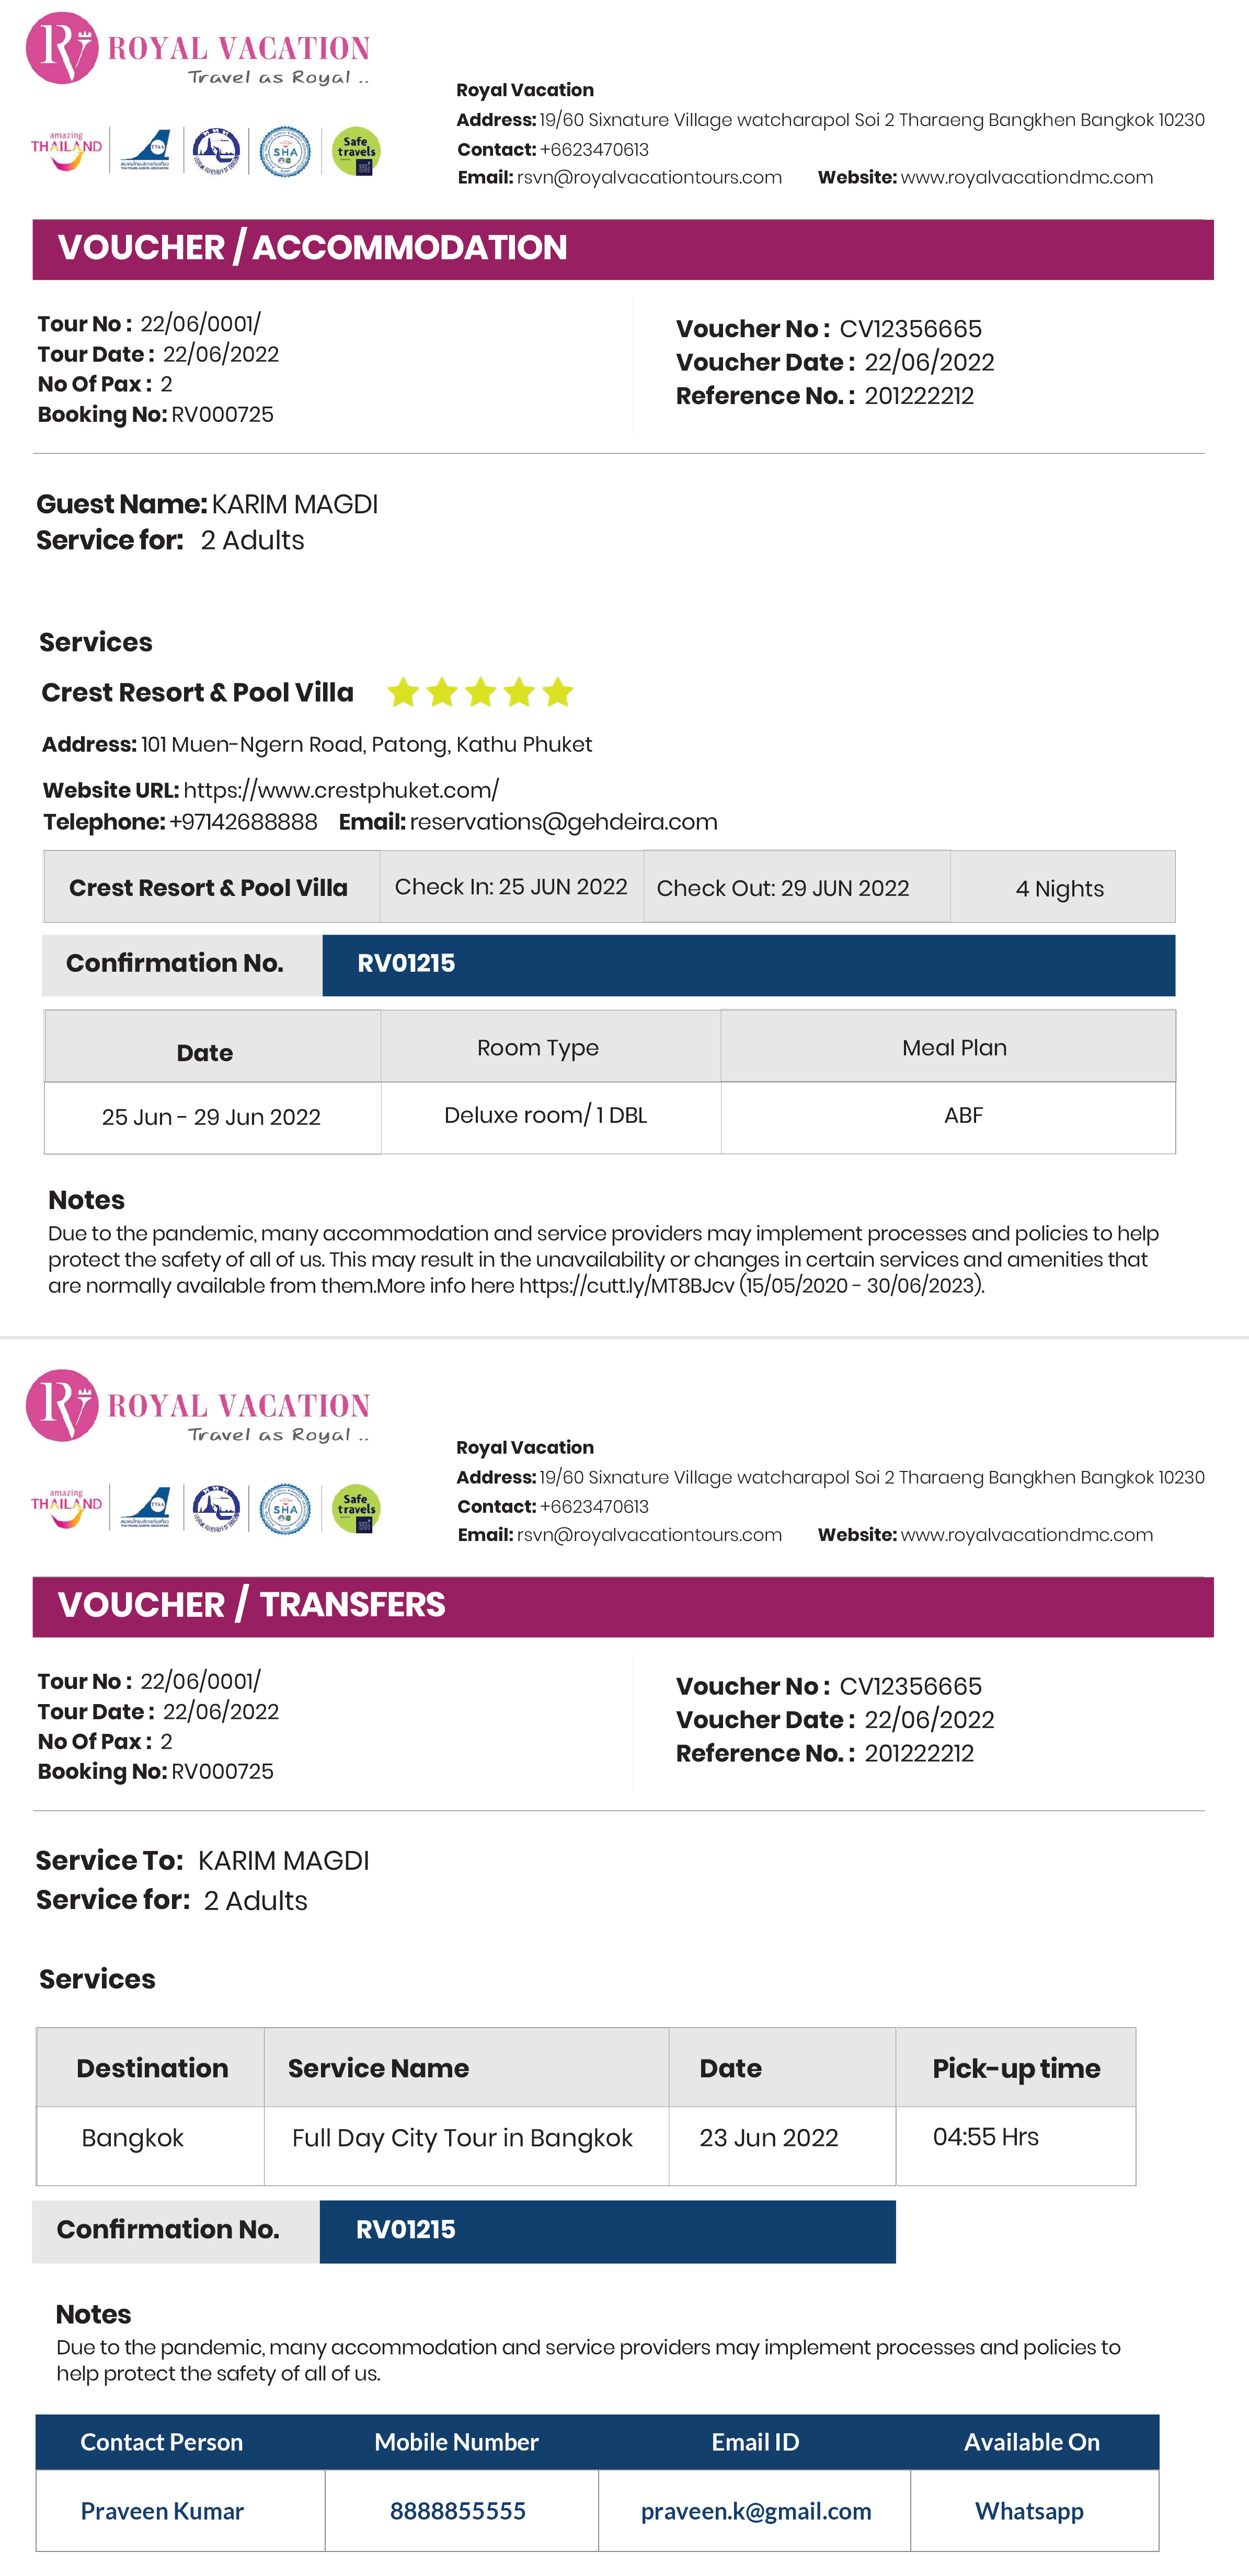 ROYAL VACATION
Travel as Royal ..
amazing
THAILAND
TTAA
SHA
Safe
travels
Royal Vacation
Address: 19/60 Sixnature Village watcharapol Soi 2 Tharaeng Bangkhen Bangkok 10230
Contact: +6623470613
Email: rsvn@royalvacationtours.com Website: www.royalvacationdmc.com
VOUCHER / ACCOMMODATION
Tour No : 22/06/0001/
Tour Date : 22/06/2022
No Of Pax : 2
Booking No: RV000725
Voucher No : CV12356665
Voucher Date : 22/06/2022
Reference No. : 201222212
Guest Name: KARIM MAGDI
Service for: 2 Adults
Services
Crest Resort & Pool Villa
Address: 101 Muen-Ngern Road, Patong, Kathu Phuket
Website URL: https://www.crestphuket.com/
Telephone: +97142688888 Email: reservations@gehdeira.com
Crest Resort & Pool Villa Check In: 25 JUN 2022 Check Out: 29 JUN 2022 4 Nights
Confirmation No. RV01215
Date Room Type Meal Plan
25 Jun - 29 Jun 2022 Deluxe room/ 1 DBL ABF
Notes
Due to the pandemic, many accommodation and service providers may implement processes and policies to help
protect the safety of all of us. This may result in the unavailability or changes in certain services and amenities that
are normally available from them.More info here https://cutt.ly/MT8BJcv (15/05/2020 - 30/06/2023).
ROYAL VACATION
Travel as Royal ..
amazing
THAILAND
TTAA
SHA
Safe
travels
Royal Vacation
Address: 19/60 Sixnature Village watcharapol Soi 2 Tharaeng Bangkhen Bangkok 10230
Contact: +6623470613
Email: rsvn@royalvacationtours.com Website: www.royalvacationdmc.com
VOUCHER / TRANSFERS
Tour No : 22/06/0001/
Tour Date : 22/06/2022
No Of Pax : 2
Booking No: RV000725
Voucher No : CV12356665
Voucher Date : 22/06/2022
Reference No. : 201222212
Service To: KARIM MAGDI
Service for: 2 Adults
Services
Destination Service Name Date Pick-up time
Bangkok Full Day City Tour in Bangkok 23 Jun 2022 04:55 Hrs
Confirmation No. RV01215
Notes
Due to the pandemic, many accommodation and service providers may implement processes and policies to
help protect the safety of all of us.
Contact Person Mobile Number Email ID Available On
Praveen Kumar 8888855555 praveen.k@gmail.com Whatsapp